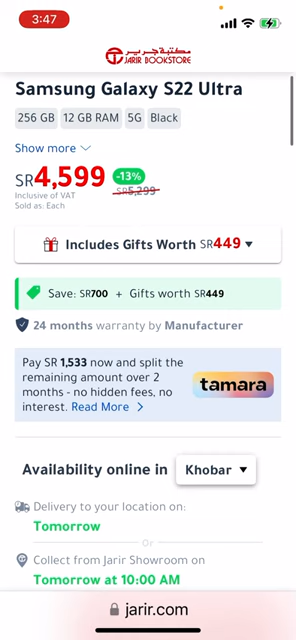 3:47
مكتبة جرير
JARIR BOOKSTORE
Samsung Galaxy S22 Ultra
256 GB 12 GB RAM 5G Black
Show more
SR4,599 -13%
SR5,299
Inclusive of VAT
Sold as: Each
Includes Gifts Worth SR449
Save: SR700 + Gifts worth SR449
24 months warranty by Manufacturer
Pay SR 1,533 now and split the
remaining amount over 2
months - no hidden fees, no
interest. Read More
tamara
Availability online in Khobar
Delivery to your location on:
Tomorrow
Or
Collect from Jarir Showroom on
Tomorrow at 10:00 AM
jarir.com